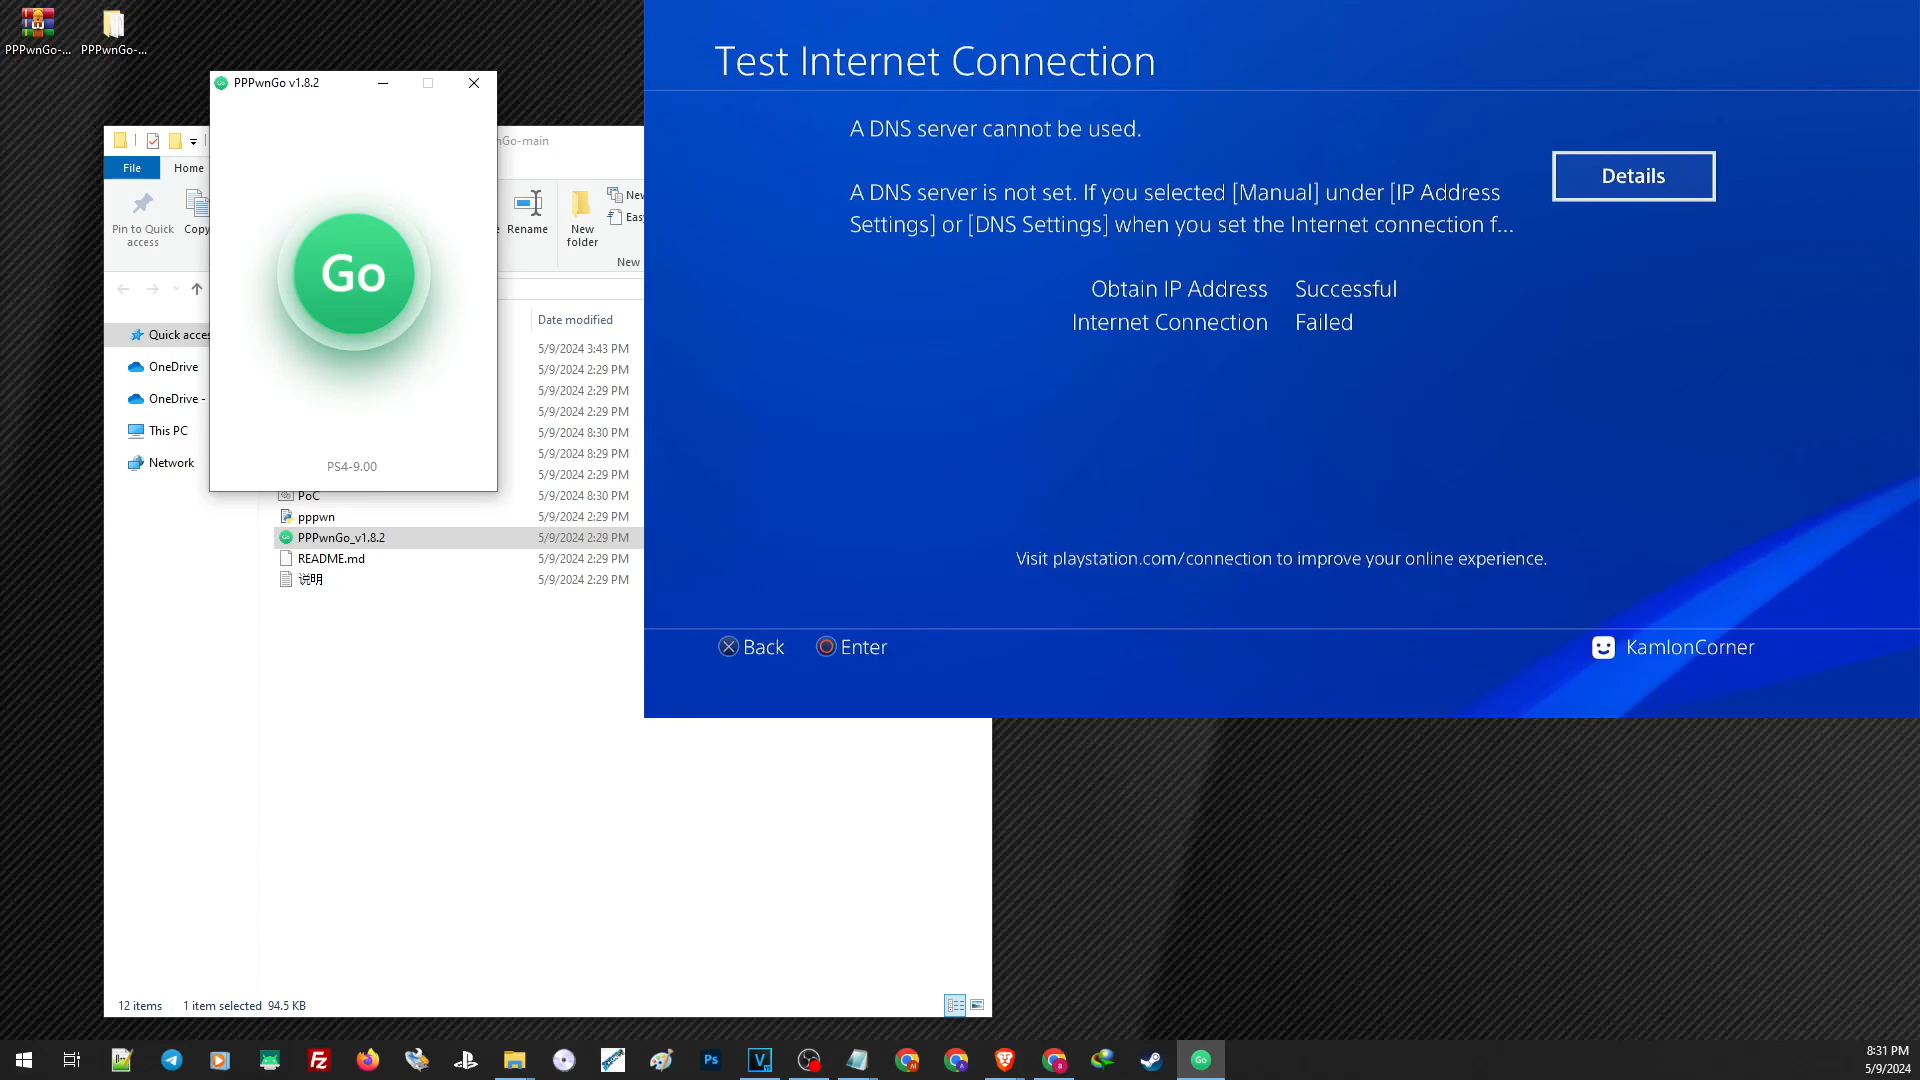 PPPwnGo-...
PPPwnGo-...
PPPwnGo v1.8.2
Go
PS4-9.00
nGo-main
File
Home
Pin to Quick
access
Copy
Rename
New
folder
New
Easy
New
Date modified
Quick acces
OneDrive
OneDrive -
This PC
Network
5/9/2024 3:43 PM
5/9/2024 2:29 PM
5/9/2024 2:29 PM
5/9/2024 2:29 PM
5/9/2024 8:30 PM
5/9/2024 8:29 PM
5/9/2024 2:29 PM
PoC 5/9/2024 8:30 PM
pppwn 5/9/2024 2:29 PM
PPPwnGo_v1.8.2 5/9/2024 2:29 PM
README.md 5/9/2024 2:29 PM
说明 5/9/2024 2:29 PM
12 items 1 item selected 94.5 KB
Test Internet Connection
A DNS server cannot be used.
A DNS server is not set. If you selected [Manual] under [IP Address
Settings] or [DNS Settings] when you set the Internet connection f...
Details
Obtain IP Address Successful
Internet Connection Failed
Visit playstation.com/connection to improve your online experience.
Back Enter KamlonCorner
Ps
V
Go
8:31 PM
5/9/2024